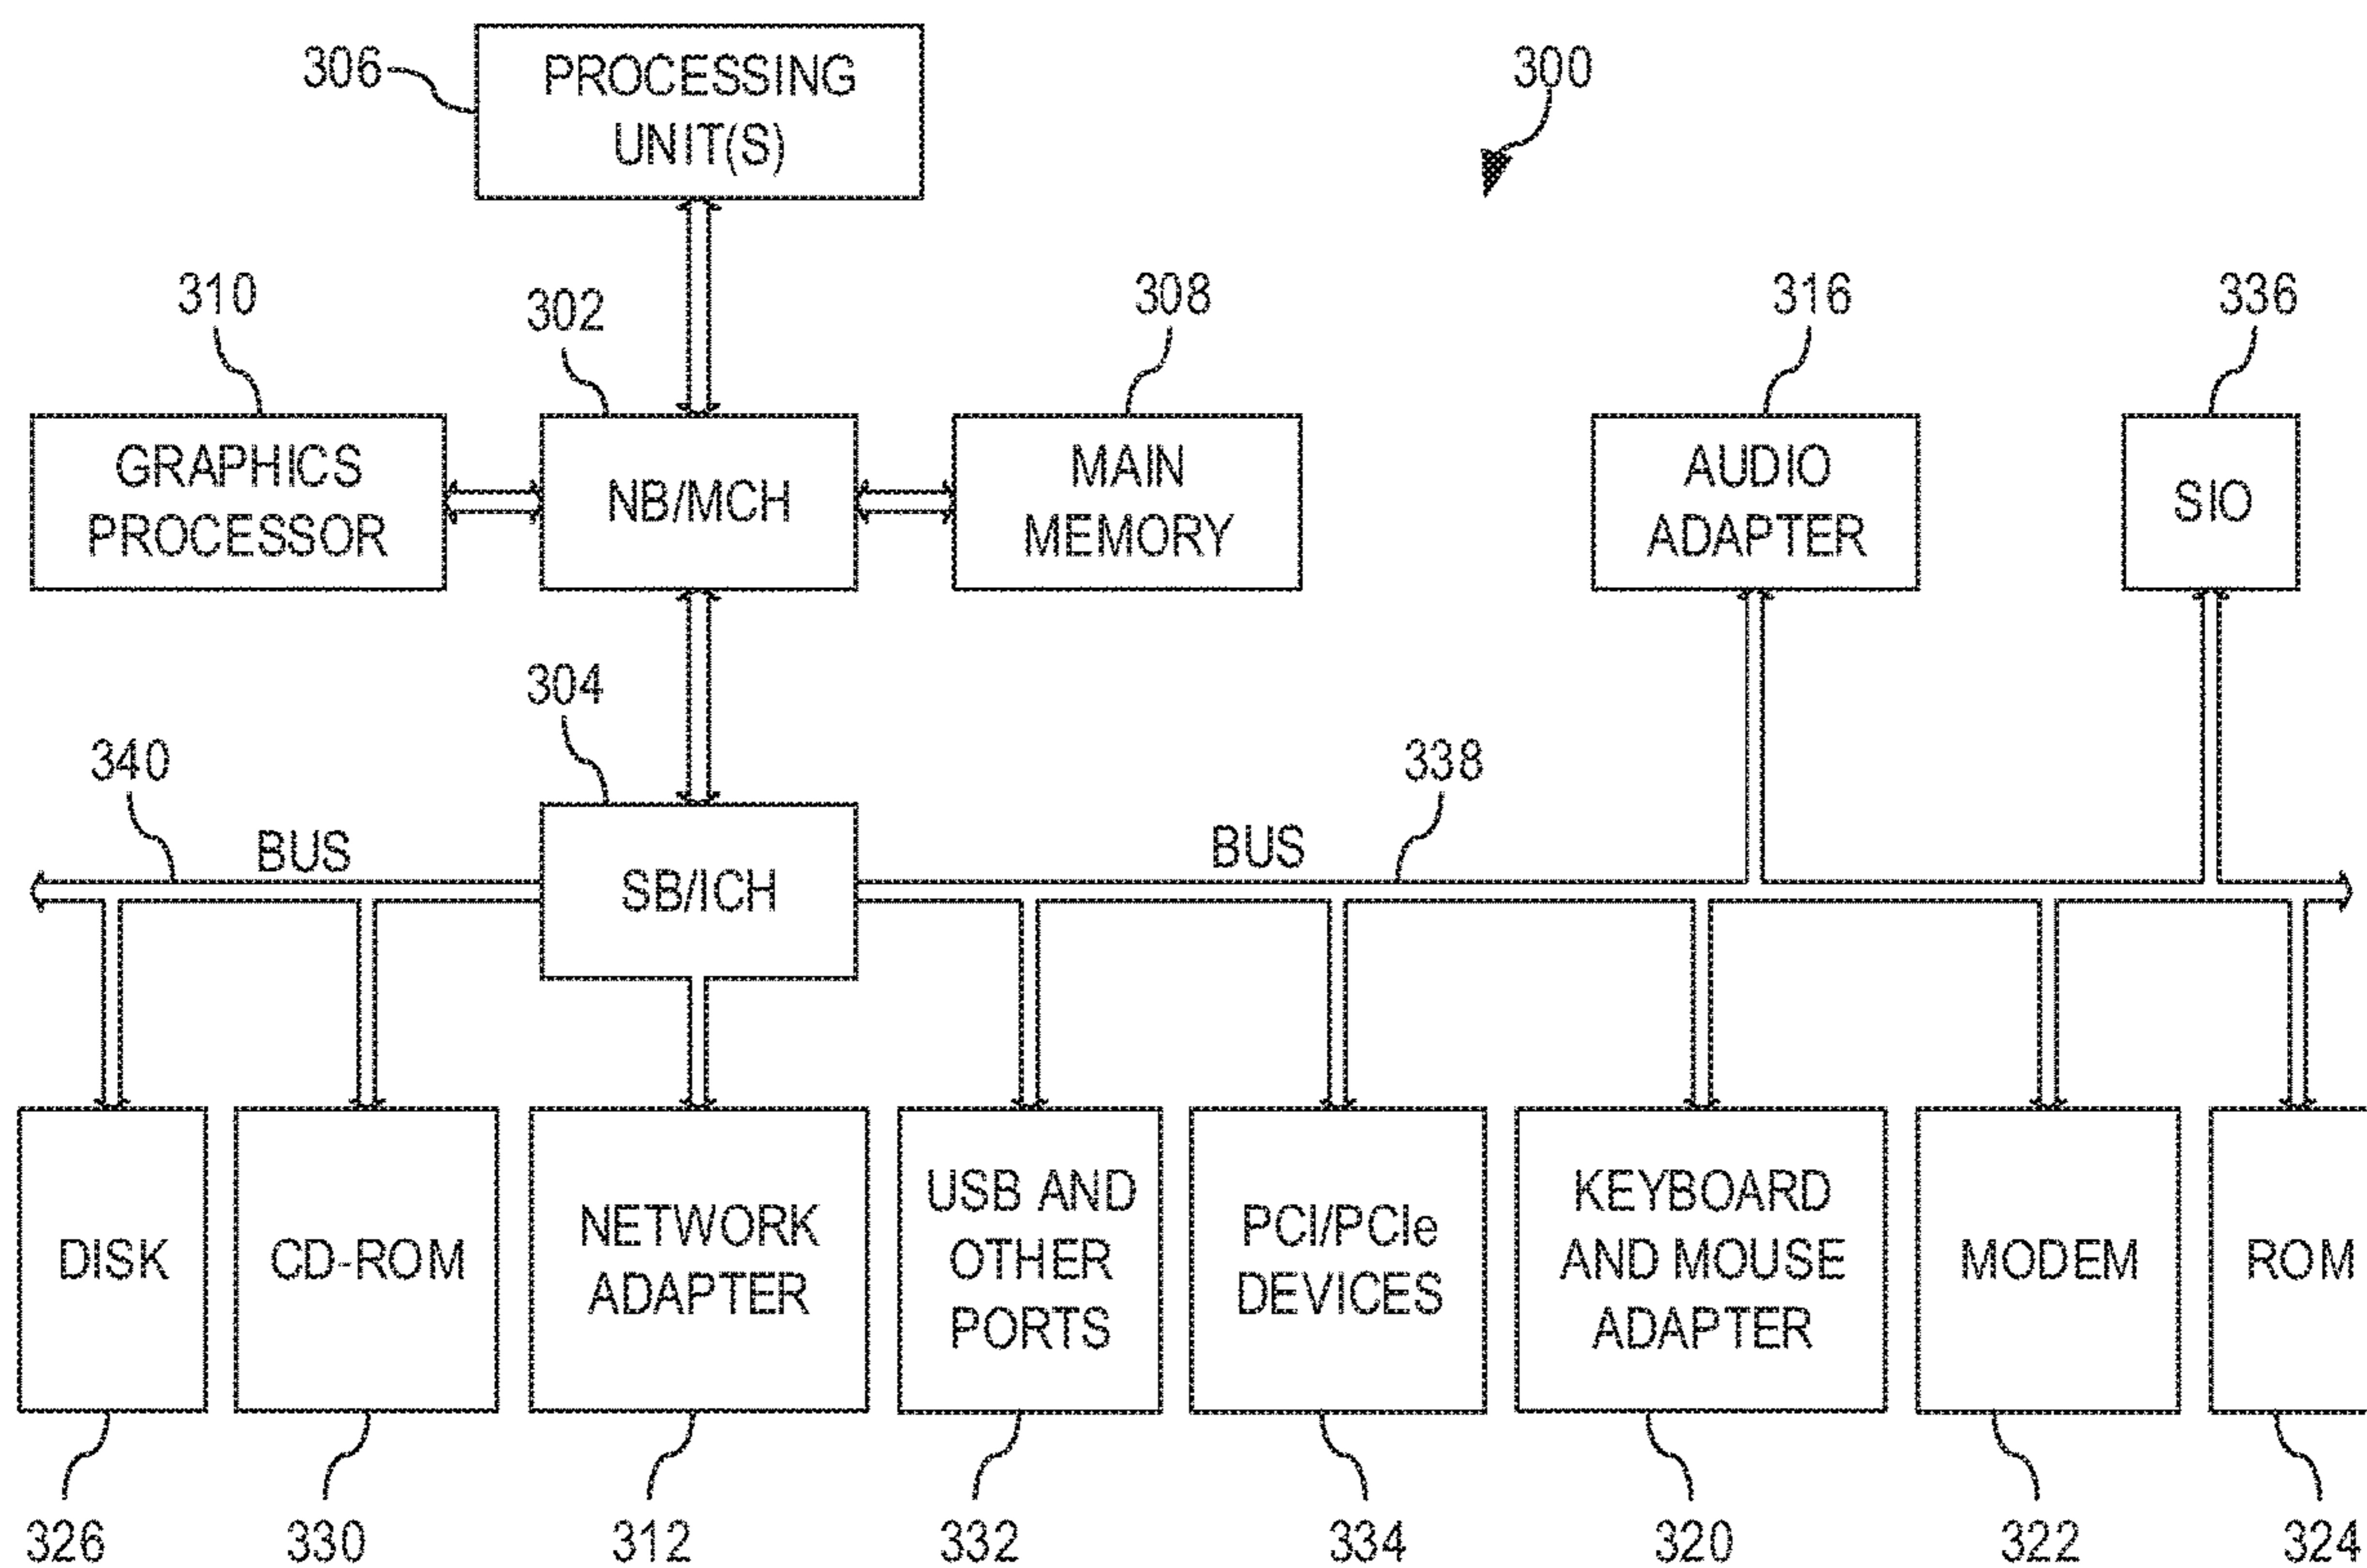 306
PROCESSING
UNIT(S)
300
310
302
308
316
336
GRAPHICS
PROCESSOR
NB/MCH
MAIN
MEMORY
AUDIO
ADAPTER
SIO
304
340
338
BUS
BUS
SB/ICH
DISK
CD-ROM
NETWORK
ADAPTER
USB AND
OTHER
PORTS
PCI/PCIe
DEVICES
KEYBOARD
AND MOUSE
ADAPTER
MODEM
ROM
326
330
312
332
334
320
322
324